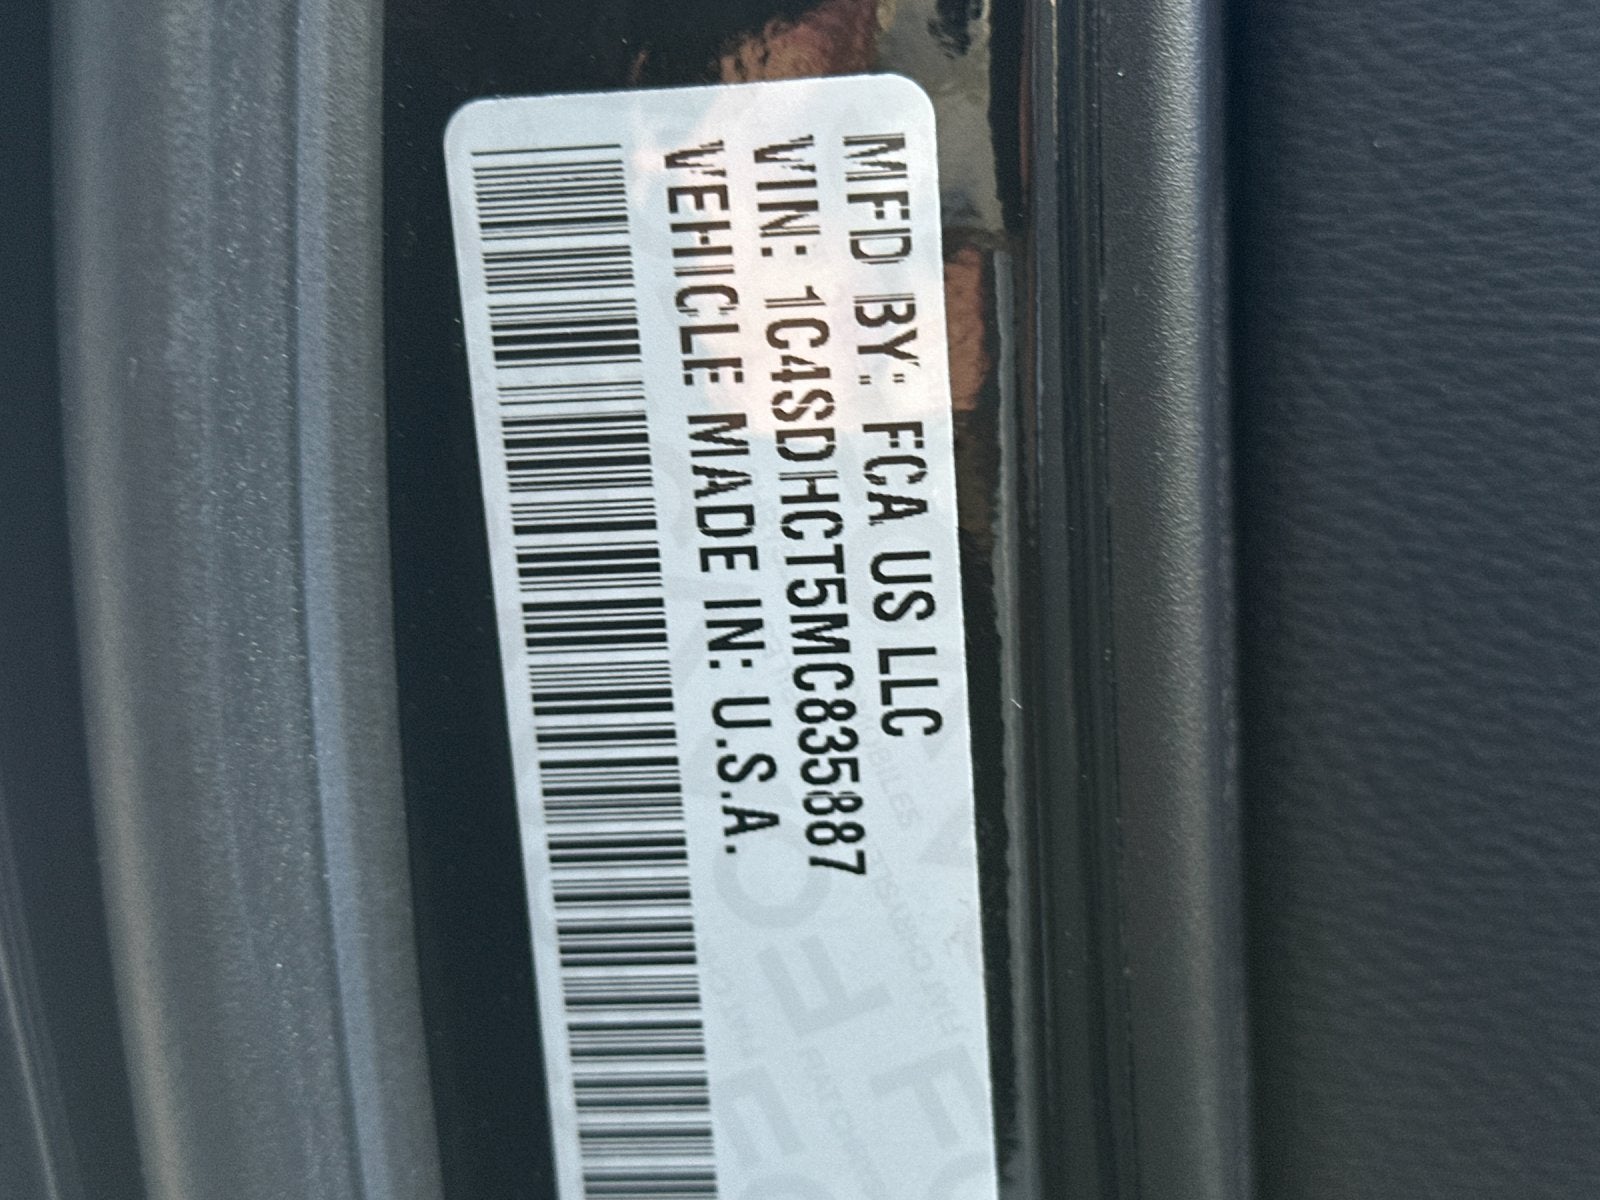 MFD BY: FCA US LLC
VIN: 1C4SDHCT5MC835887
VEHICLE MADE IN: U.S.A.